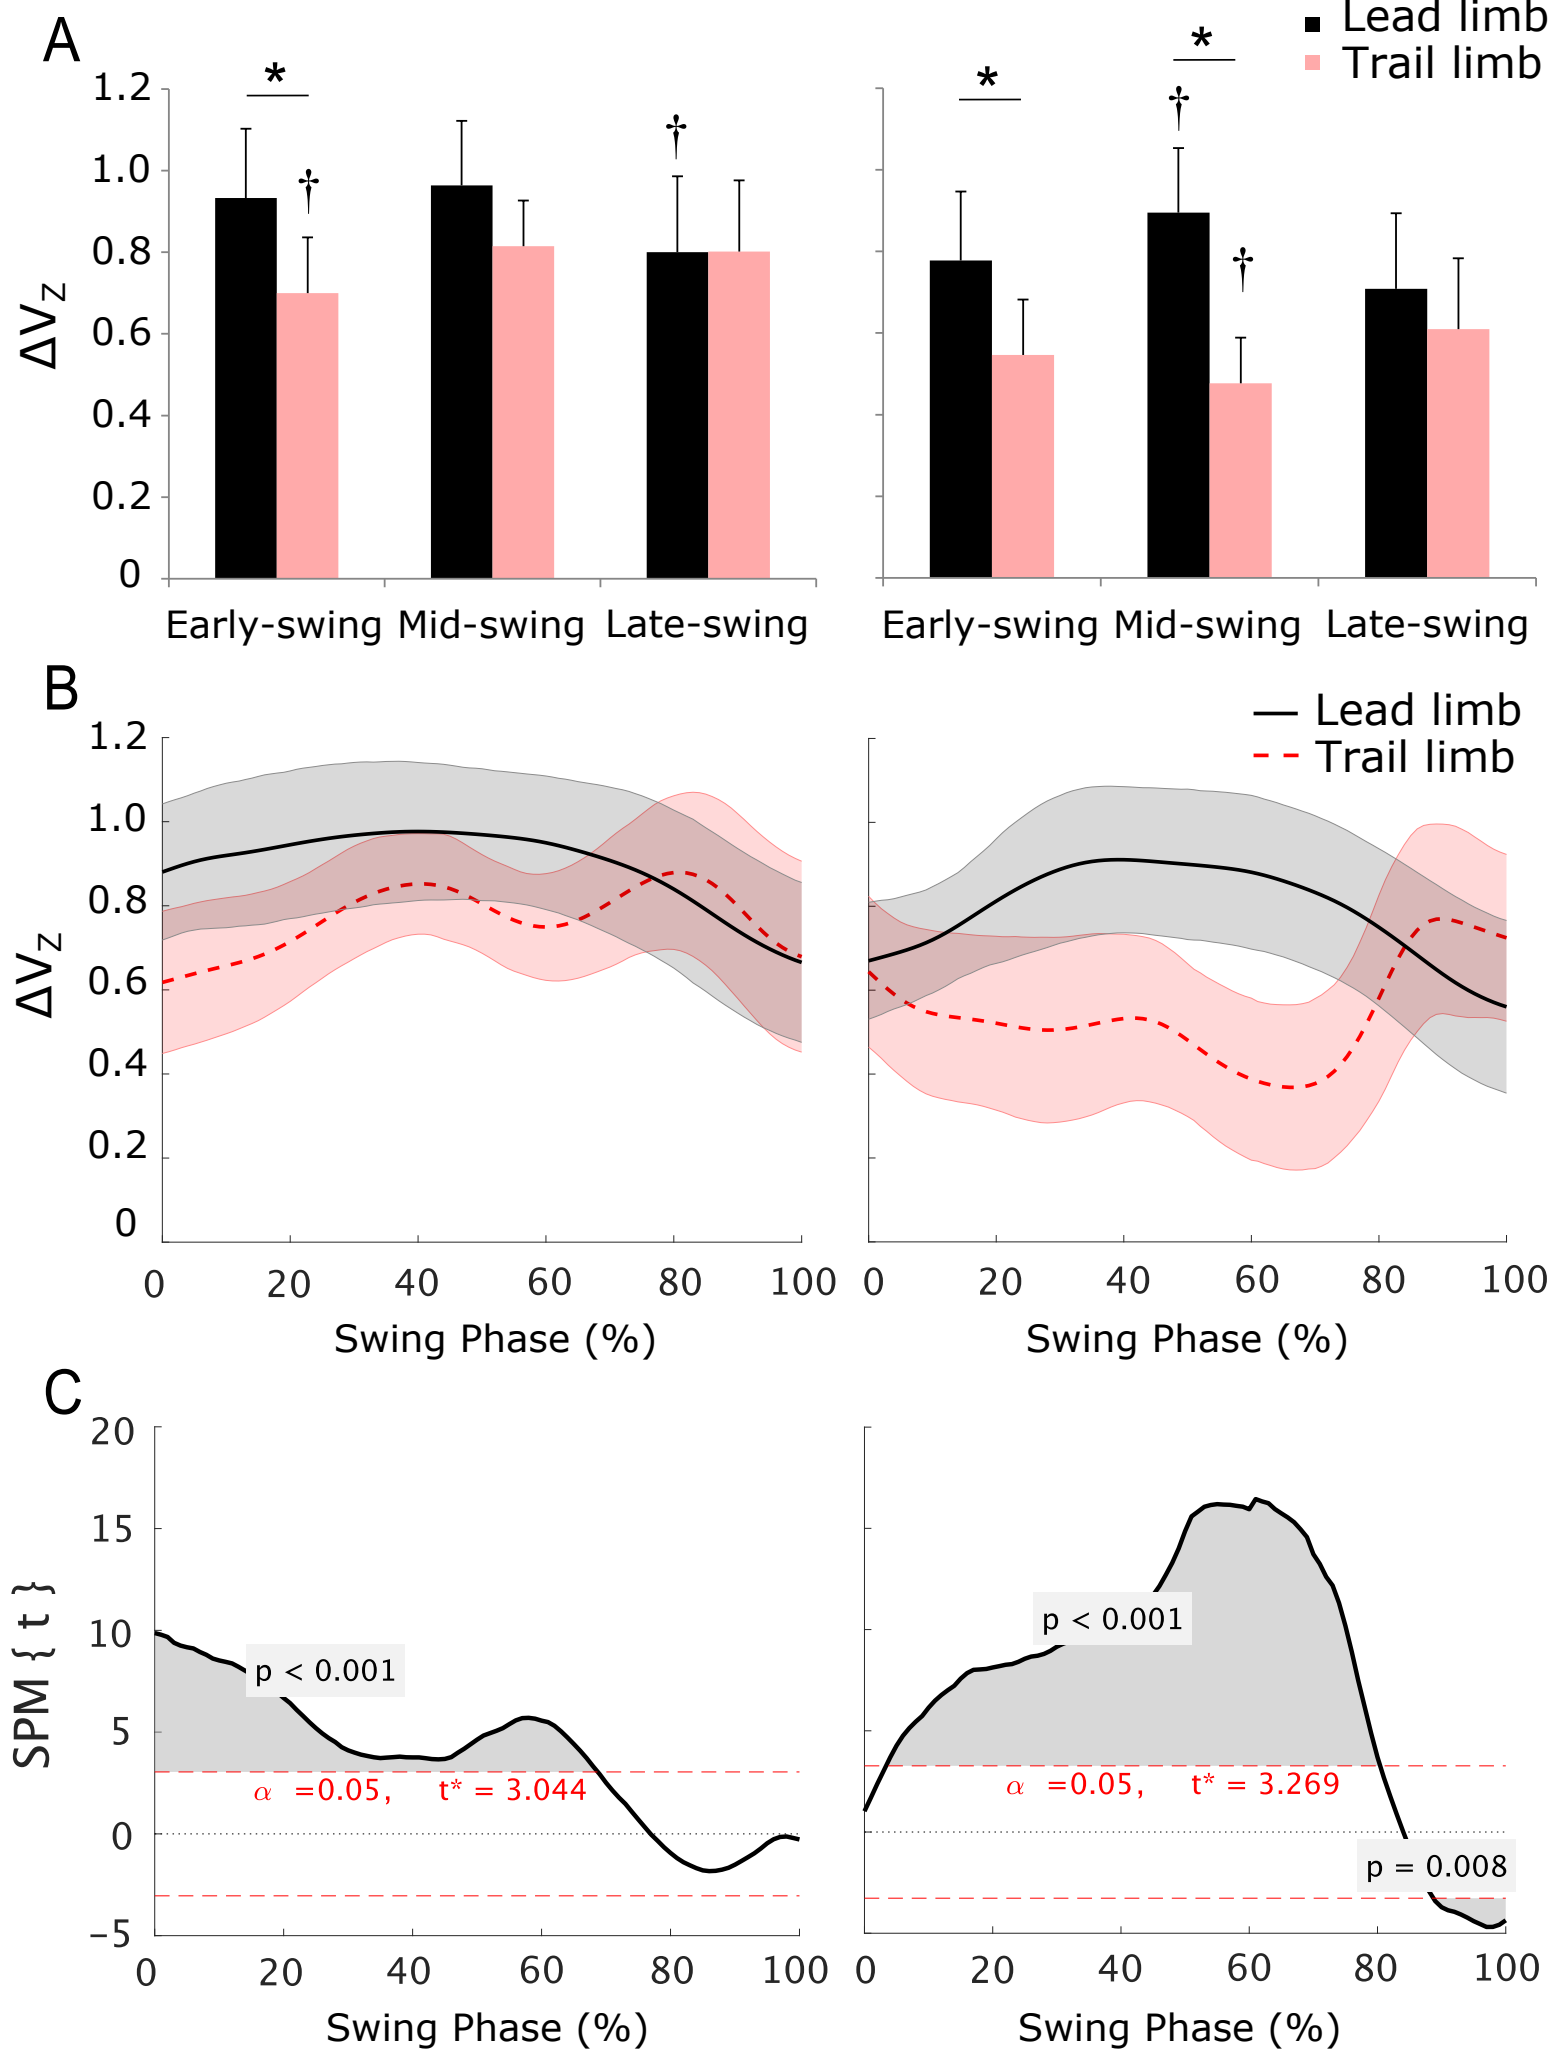 A
Lead limb
Trail limb
*
*
*
†
†
†
†
1.2
1.0
0.8
0.6
0.4
0.2
0
ΔVZ
Early-swing Mid-swing Late-swing
Early-swing Mid-swing Late-swing
B
Lead limb
Trail limb
1.2
1.0
0.8
0.6
0.4
0.2
0
ΔVZ
0 20 40 60 80 100
0 20 40 60 80 100
Swing Phase (%)
Swing Phase (%)
C
20
15
10
5
0
−5
SPM { t }
p < 0.001
α =0.05, t* = 3.044
p < 0.001
α =0.05, t* = 3.269
p = 0.008
0 20 40 60 80 100
0 20 40 60 80 100
Swing Phase (%)
Swing Phase (%)